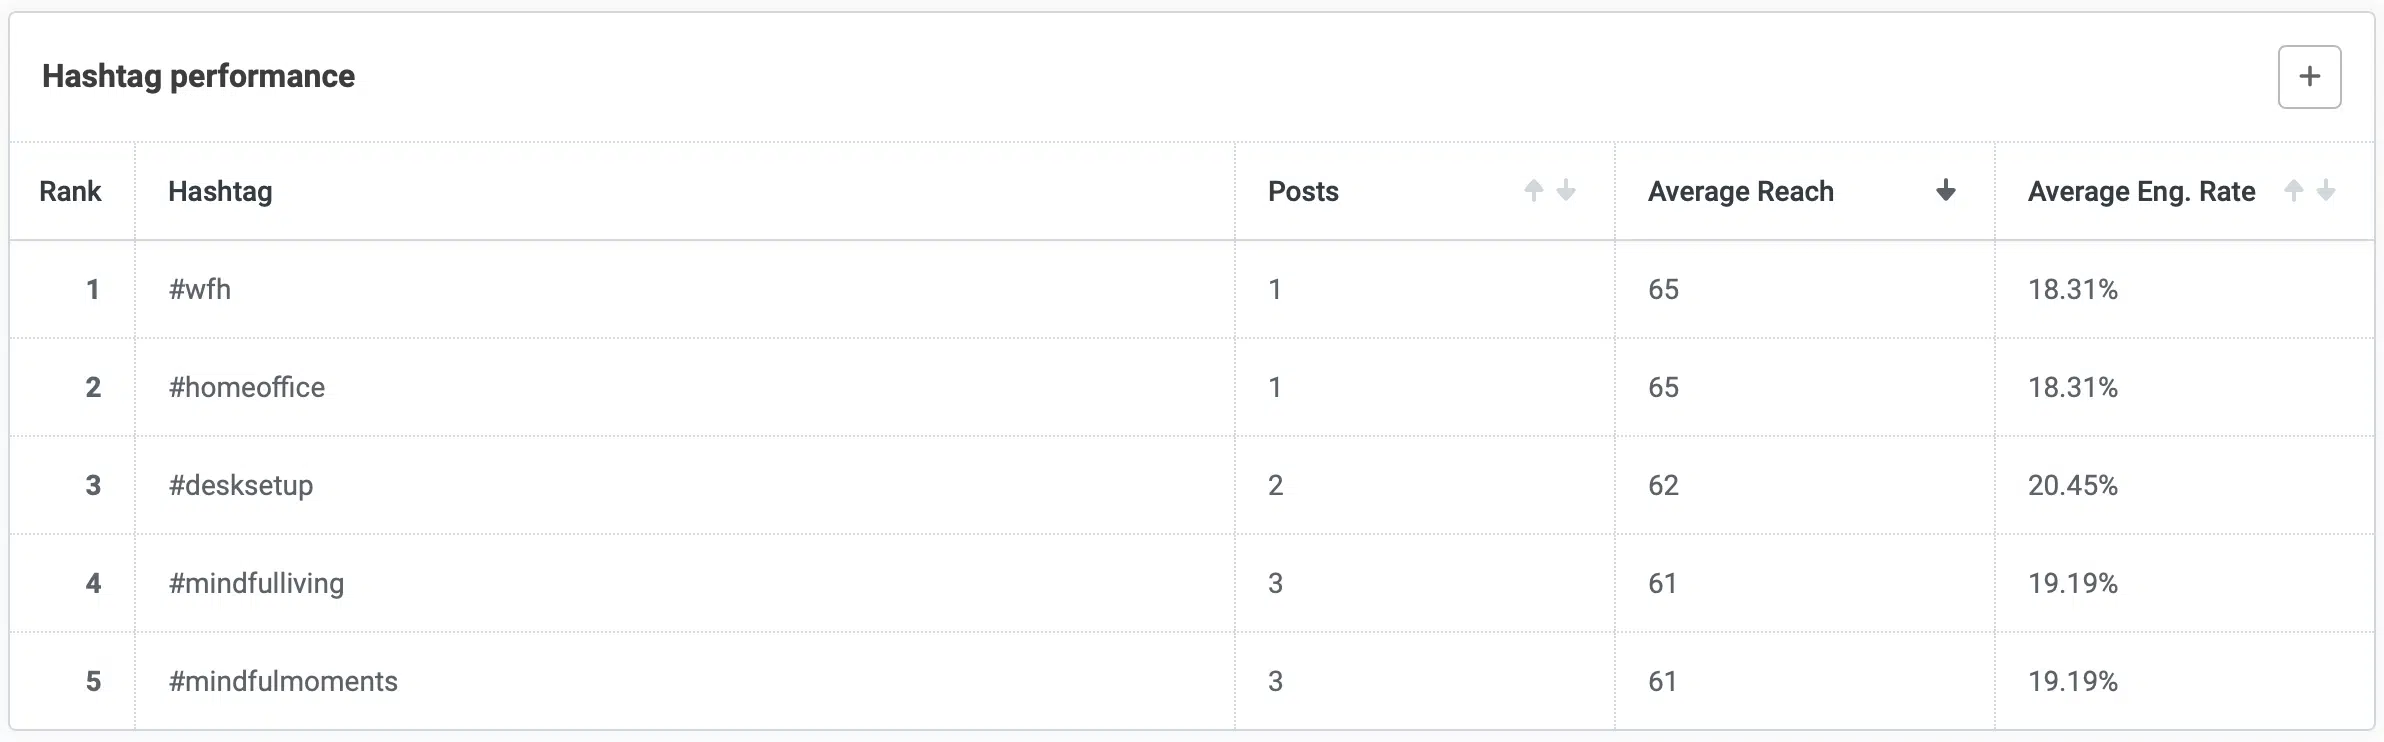 Hashtag performance
+
Rank Hashtag Posts Average Reach Average Eng. Rate
1 #wfh 1 65 18.31%
2 #homeoffice 1 65 18.31%
3 #desksetup 2 62 20.45%
4 #mindfulliving 3 61 19.19%
5 #mindfulmoments 3 61 19.19%